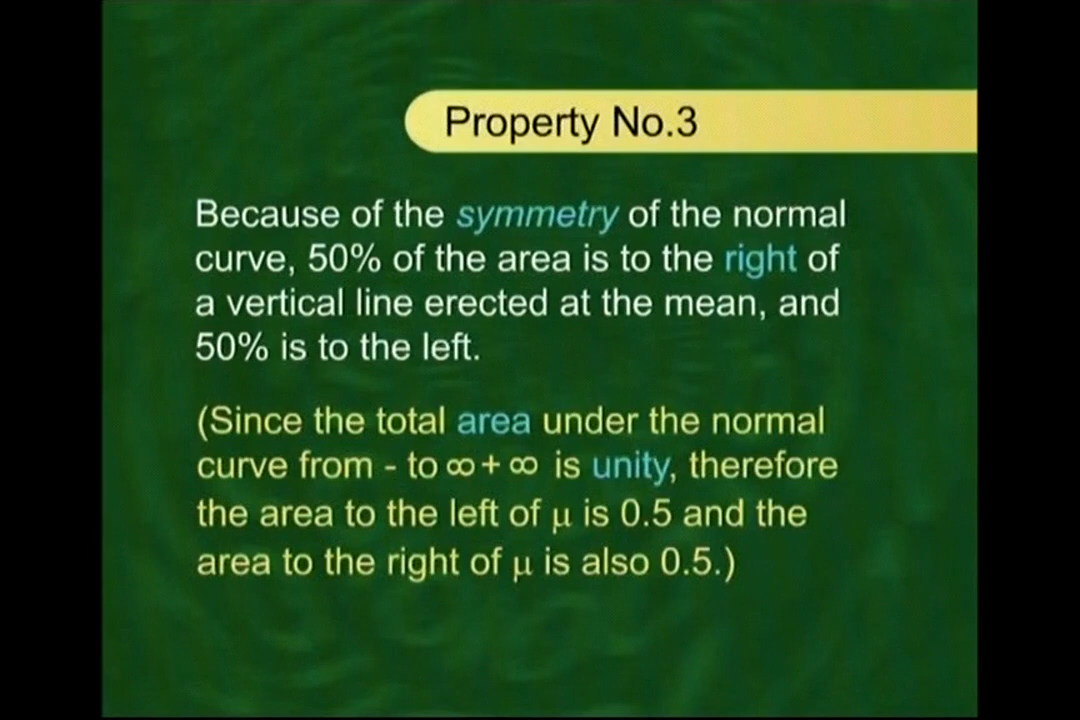 Property No.3
Because of the symmetry of the normal
curve, 50% of the area is to the right of
a vertical line erected at the mean, and
50% is to the left.
(Since the total area under the normal
curve from - to ∞ + ∞ is unity, therefore
the area to the left of μ is 0.5 and the
area to the right of μ is also 0.5.)